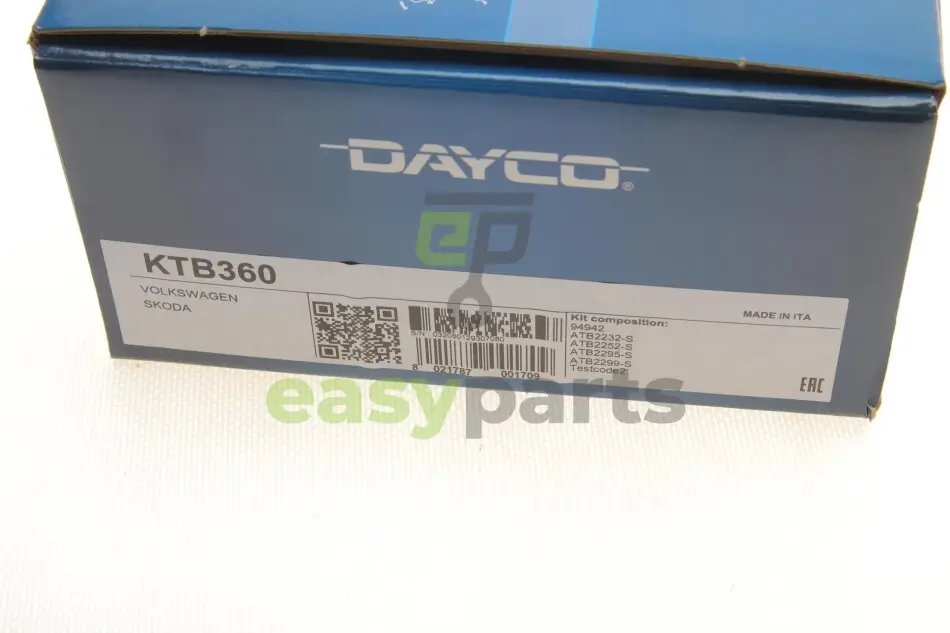 DAYCO®
KTB360
VOLKSWAGEN
SKODA
8 021787 001709
Kit composition:
94942
ATB2232-S
ATB2252-S
ATB2295-S
ATB2299-S
Testcode2
MADE IN ITA
EAC
ep
easyparts